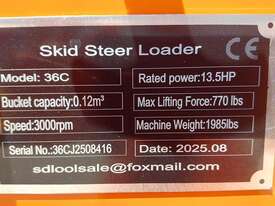 Skid Steer Loader CE
Model: 36C Rated power:13.5HP
Bucket capacity:0.12m³ Max Lifting Force:770 lbs
Speed:3000rpm Machine Weight:1985lbs
Serial No.:36CJ2508416 Date: 2025.08
sdloolsale@foxmail.com